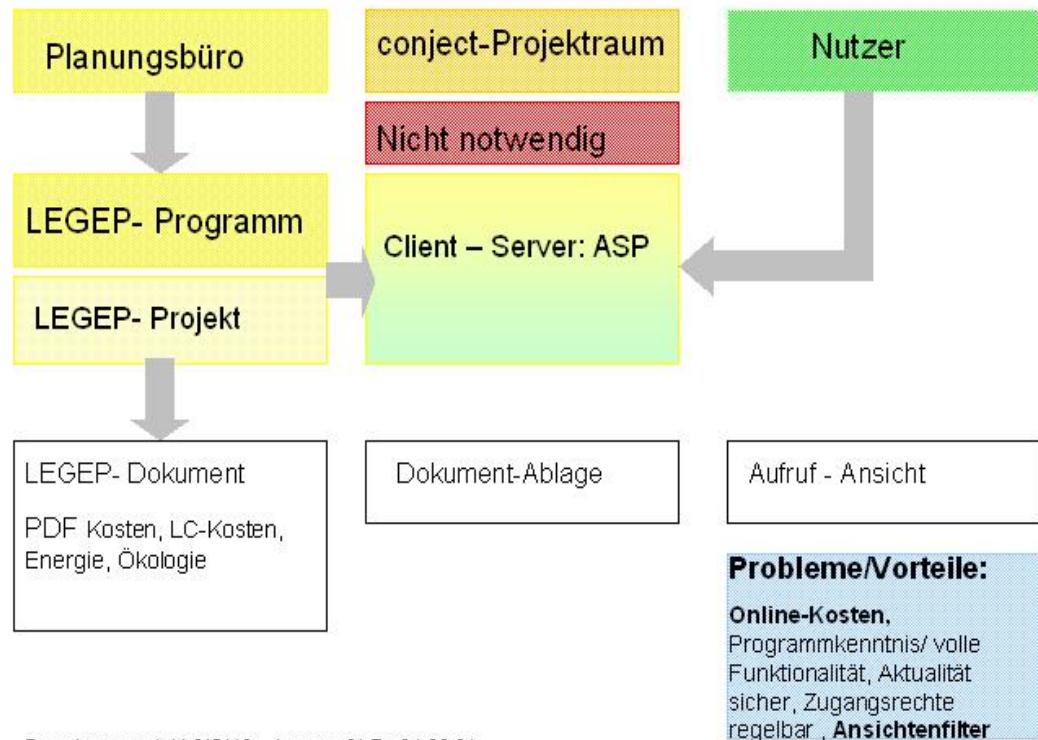 Planungsbüro
conject-Projektraum
Nutzer
Nicht notwendig
LEGEP- Programm
Client – Server: ASP
LEGEP- Projekt
LEGEP- Dokument
PDF Kosten, LC-Kosten,
Energie, Ökologie
Dokument-Ablage
Aufruf - Ansicht
Probleme/Vorteile:
Online-Kosten,
Programmkenntnis/ volle
Funktionalität, Aktualität
sicher, Zugangsrechte
regelbar , Ansichtenfilter